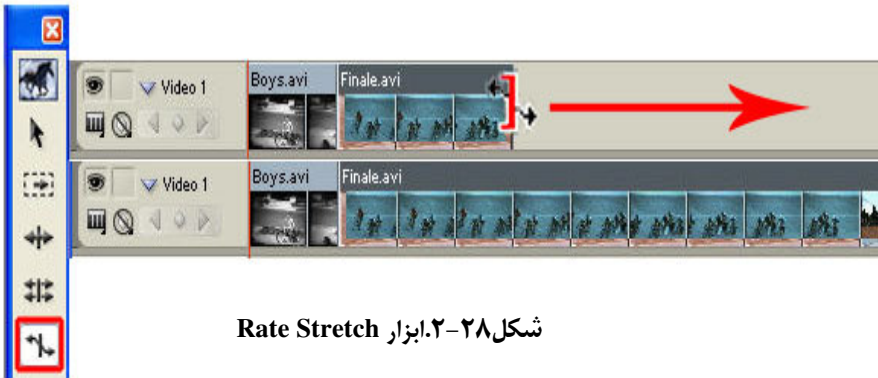 Boys.avi Finale.avi
Video 1
Boys.avi Finale.avi
Video 1
شکل۲۸-۲.ابزار Rate Stretch